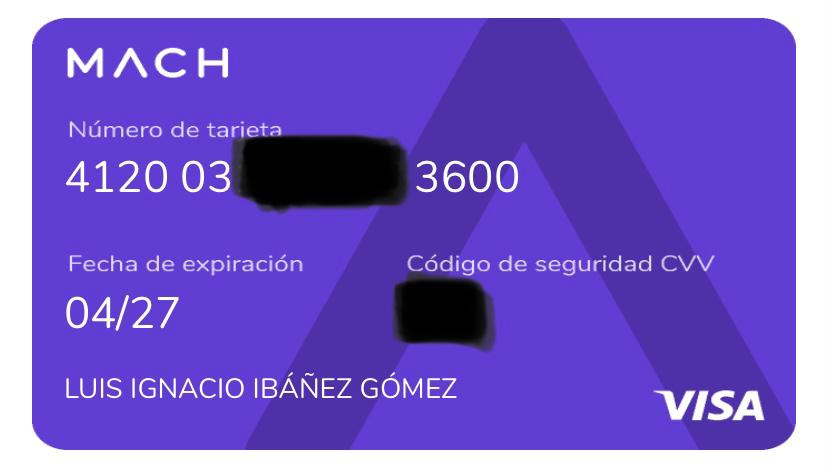 MACH
Número de tarjeta
4120 03 3600
Fecha de expiración
Código de seguridad CVV
04/27
LUIS IGNACIO IBÁÑEZ GÓMEZ
VISA